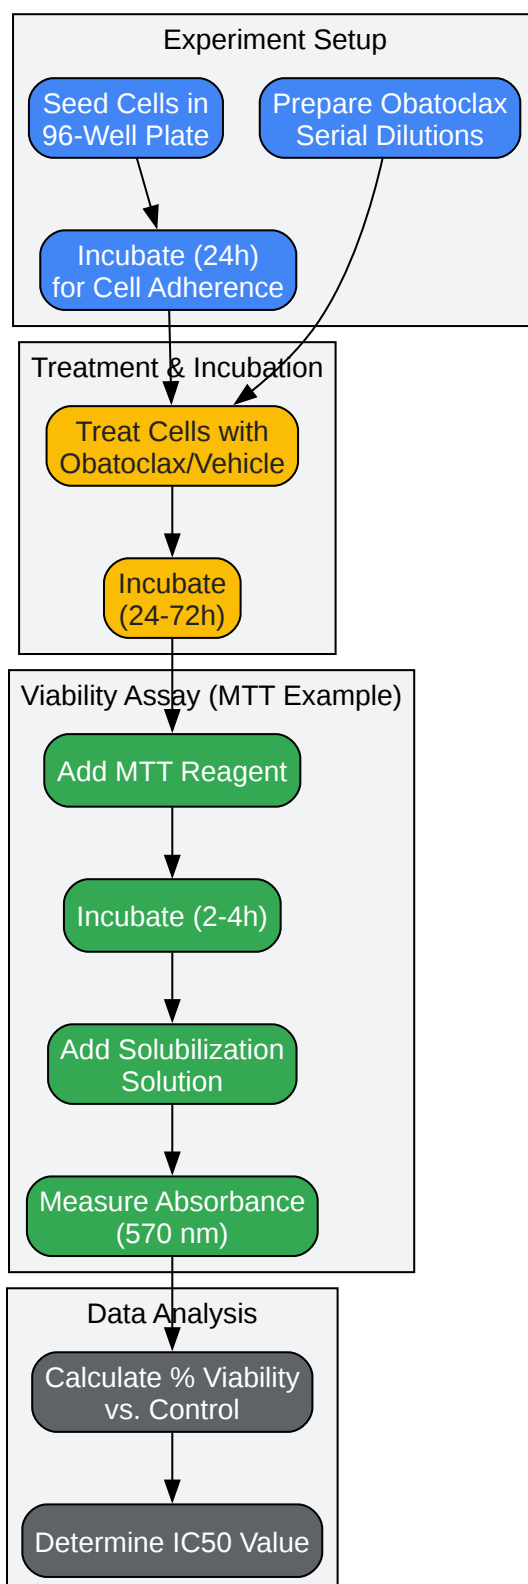 Experiment Setup
Seed Cells in
96-Well Plate
Prepare Obatoclax
Serial Dilutions
Incubate (24h)
for Cell Adherence
Treatment & Incubation
Treat Cells with
Obatoclax/Vehicle
Incubate
(24-72h)
Viability Assay (MTT Example)
Add MTT Reagent
Incubate (2-4h)
Add Solubilization
Solution
Measure Absorbance
(570 nm)
Data Analysis
Calculate % Viability
vs. Control
Determine IC50 Value